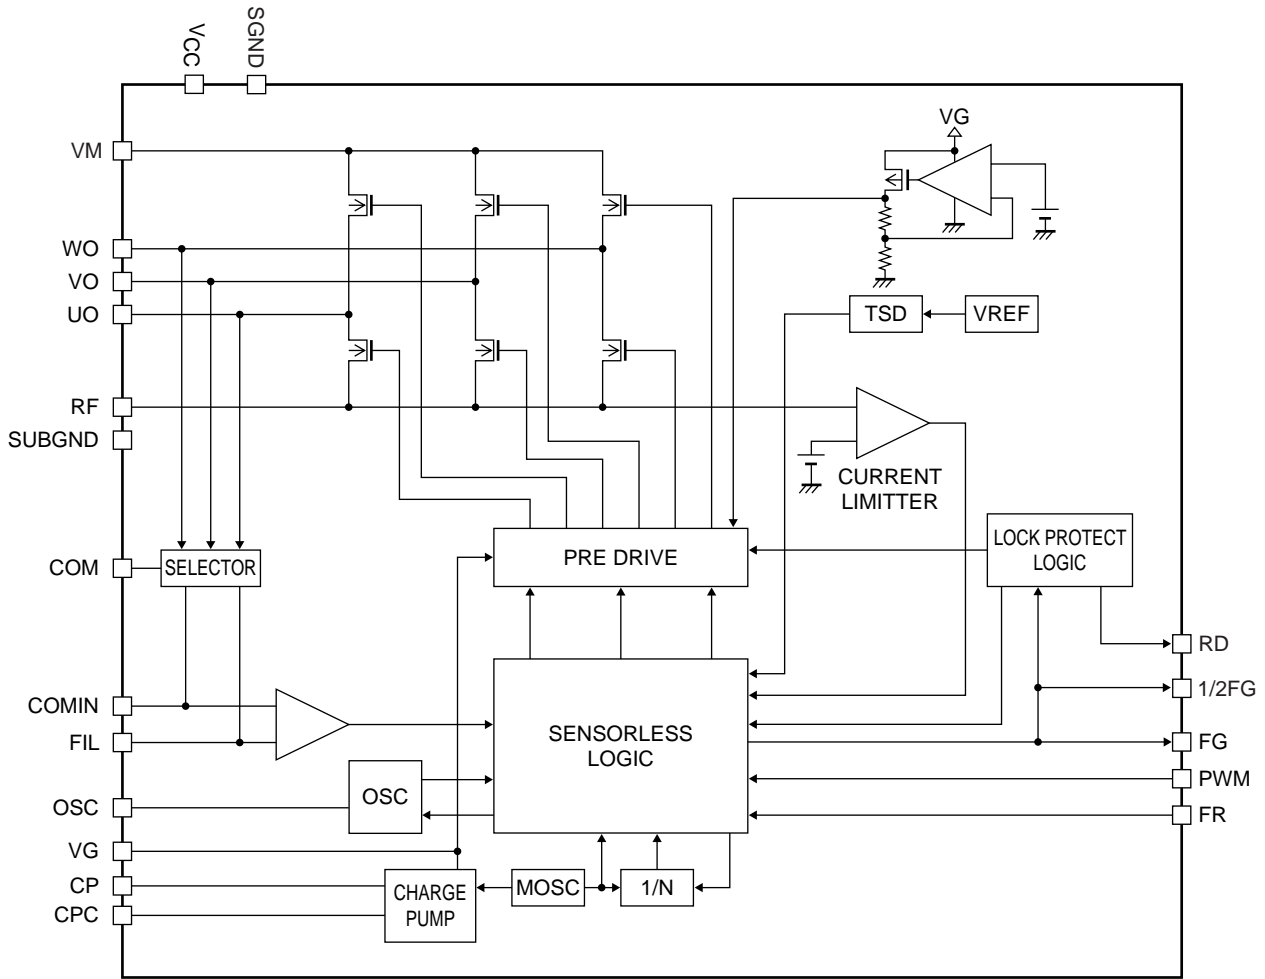 VCC
SGND
VM
VG
WO
VO
UO
TSD
VREF
RF
SUBGND
CURRENT
LIMITTER
PRE DRIVE
LOCK PROTECT
LOGIC
COM
SELECTOR
RD
1/2FG
COMIN
SENSORLESS
LOGIC
FIL
FG
PWM
OSC
OSC
FR
VG
CP
CHARGE
PUMP
MOSC
1/N
CPC